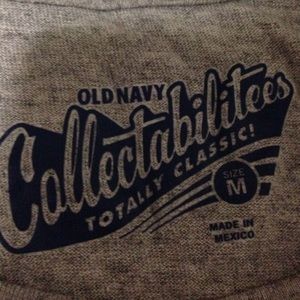 OLD NAVY
Collectabilitees
TOTALLY CLASSIC!
SIZE
M
MADE IN
MEXICO